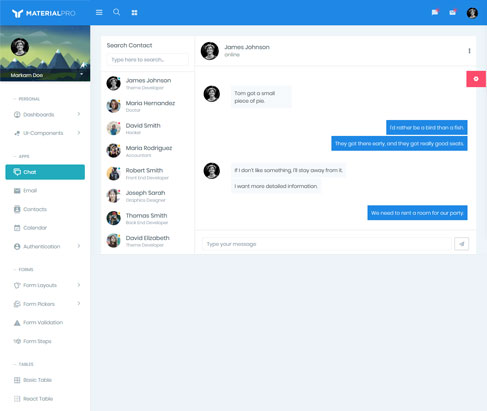 MATERIALPRO
Markarn Doe
PERSONAL
Dashboards
Ui-Components
APPS
Chat
Email
Contacts
Calendar
Authentication
FORMS
Form Layouts
Form Pickers
Form Validation
Form Steps
TABLES
Basic Table
React Table
Search Contact
Type here to search...
James Johnson
Theme Developer
Maria Hernandez
Doctor
David Smith
Hacker
Maria Rodriguez
Accountant
Robert Smith
Front End Developer
Joseph Sarah
Graphics Designer
Thomas Smith
Back End Developer
David Elizabeth
Theme Developer
James Johnson
online
Tom got a small
piece of pie.
I'd rather be a bird than a fish.
They got there early, and they got really good seats.
If I don't like something, I'll stay away from it.
I want more detailed information.
We need to rent a room for our party.
Type your message